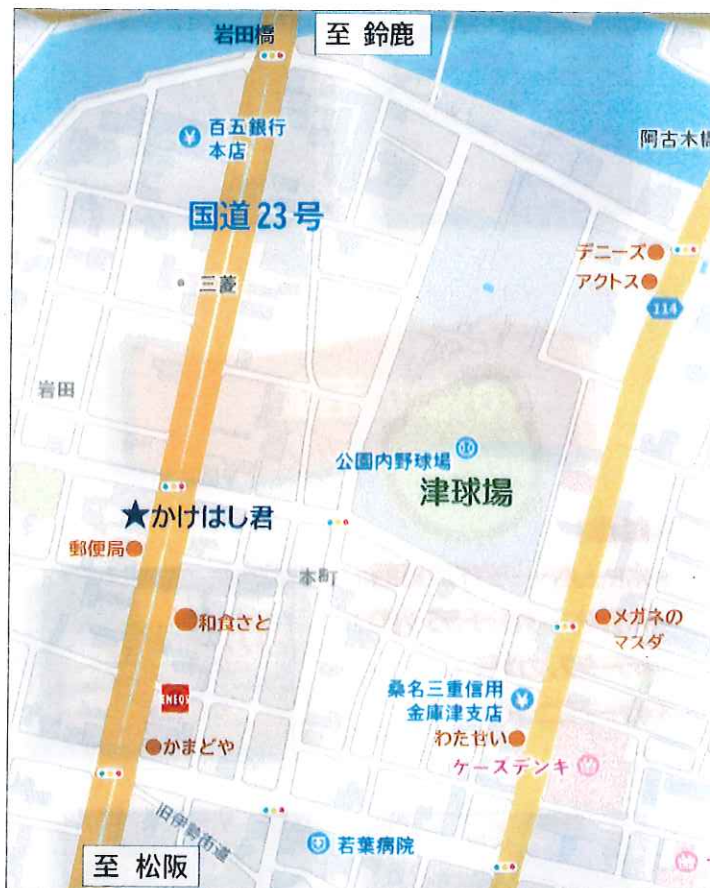 岩田橋
至 鈴鹿
百五銀行
本店
阿古木橋
国道23号
デニーズ
アクトス
三菱
114
岩田
公園内野球場
津球場
★かけはし君
郵便局
本町
和食さと
メガネの
マスダ
桑名三重信用
金庫津支店
ENEOS
わたせい
かまどや
ケーズデンキ
旧伊勢街道
若葉病院
至 松阪